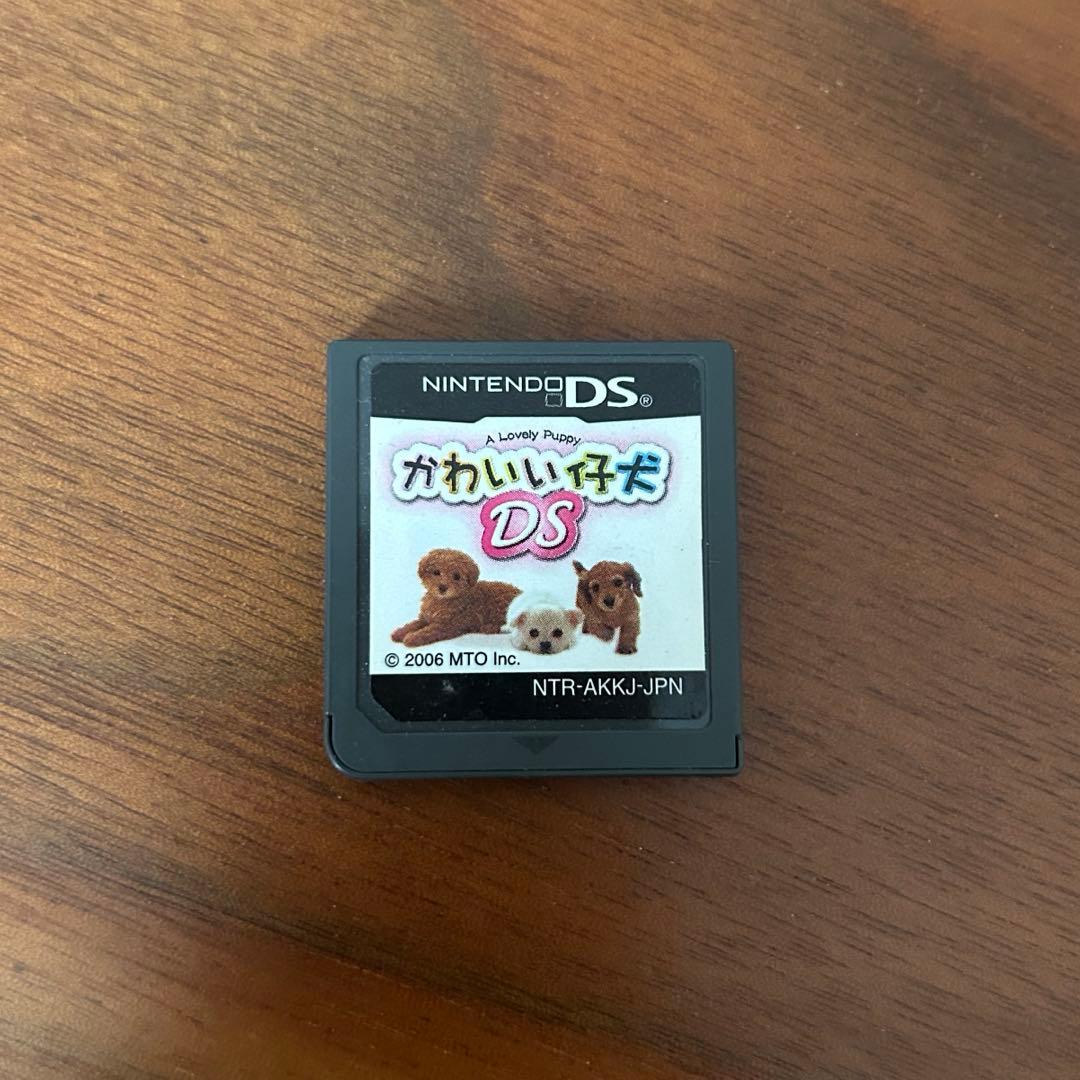 NINTENDO DS®
A Lovely Puppy
かわいい仔犬
DS
© 2006 MTO Inc.
NTR-AKKJ-JPN